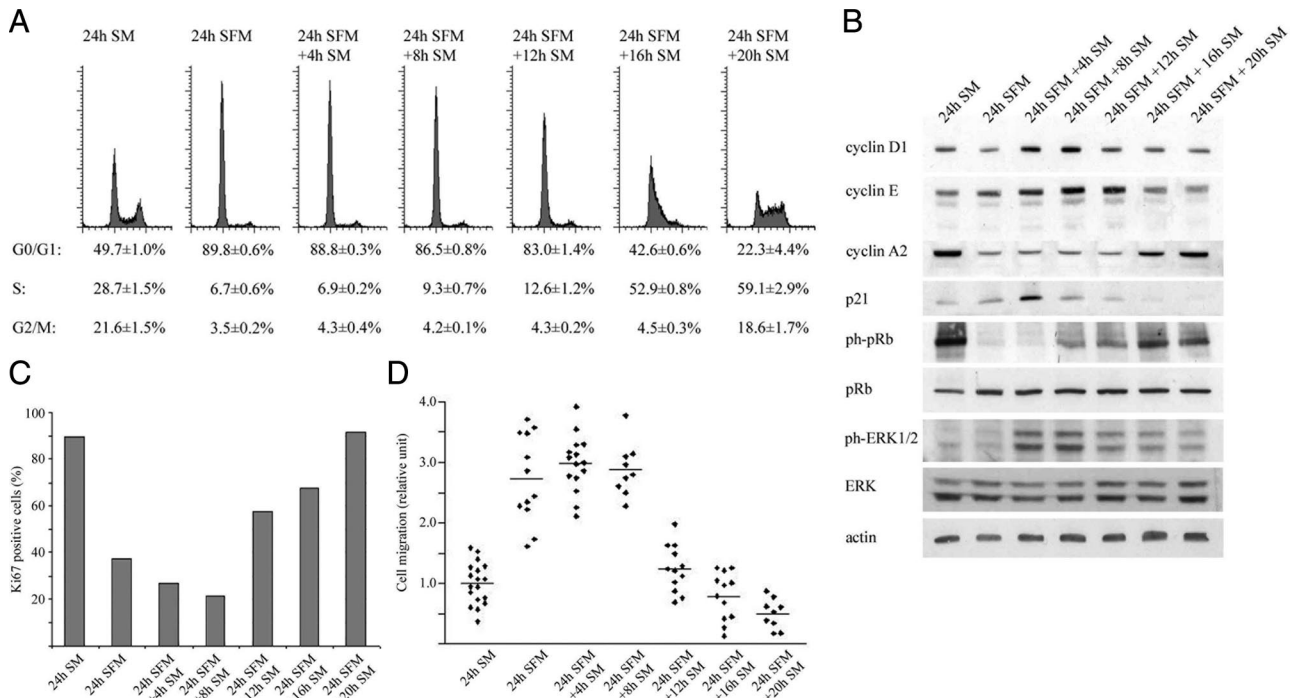 A
24h SM
24h SFM
24h SFM
+4h SM
24h SFM
+8h SM
24h SFM
+12h SM
24h SFM
+16h SM
24h SFM
+20h SM
G0/G1: 49.7±1.0% 89.8±0.6% 88.8±0.3% 86.5±0.8% 83.0±1.4% 42.6±0.6% 22.3±4.4%
S: 28.7±1.5% 6.7±0.6% 6.9±0.2% 9.3±0.7% 12.6±1.2% 52.9±0.8% 59.1±2.9%
G2/M: 21.6±1.5% 3.5±0.2% 4.3±0.4% 4.2±0.1% 4.3±0.2% 4.5±0.3% 18.6±1.7%
B
24h SM
24h SFM
24h SFM +4h SM
24h SFM +8h SM
24h SFM +12h SM
24h SFM + 16h SM
24h SFM + 20h SM
cyclin D1
cyclin E
cyclin A2
p21
ph-pRb
pRb
ph-ERK1/2
ERK
actin
C
Ki67 positive cells (%)
100
80
60
40
20
24h SM
24h SFM
24h SFM
+4h SM
24h SFM
+8h SM
24h SFM
12h SM
24h SFM
16h SM
24h SFM
20h SM
D
Cell migration (relative unit)
4.0
3.0
2.0
1.0
24h SM
24h SFM
24h SFM
+4h SM
24h SFM
+8h SM
24h SFM
+12h SM
24h SFM
+16h SM
24h SFM
+20h SM